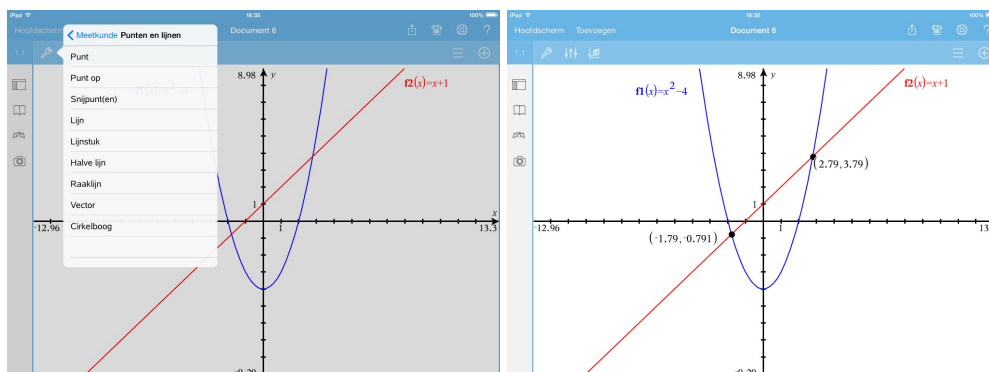 iPad 18:35 100%
Hoofdscherm Document 6 ?
1.1
Meetkunde Punten en lijnen
Punt
Punt op
Snijpunt(en)
Lijn
Lijnstuk
Halve lijn
Raaklijn
Vector
Cirkelboog
8.98 y
f2(x)=x+1
1
x
-12.96 1 13.3
iPad 18:35 100%
Hoofdscherm Toevoegen Document 6 ?
1.1
8.98 y
f1(x)=x²-4
f2(x)=x+1
(2.79,3.79)
1
-12.96 1 13
(-1.79,-0.791)